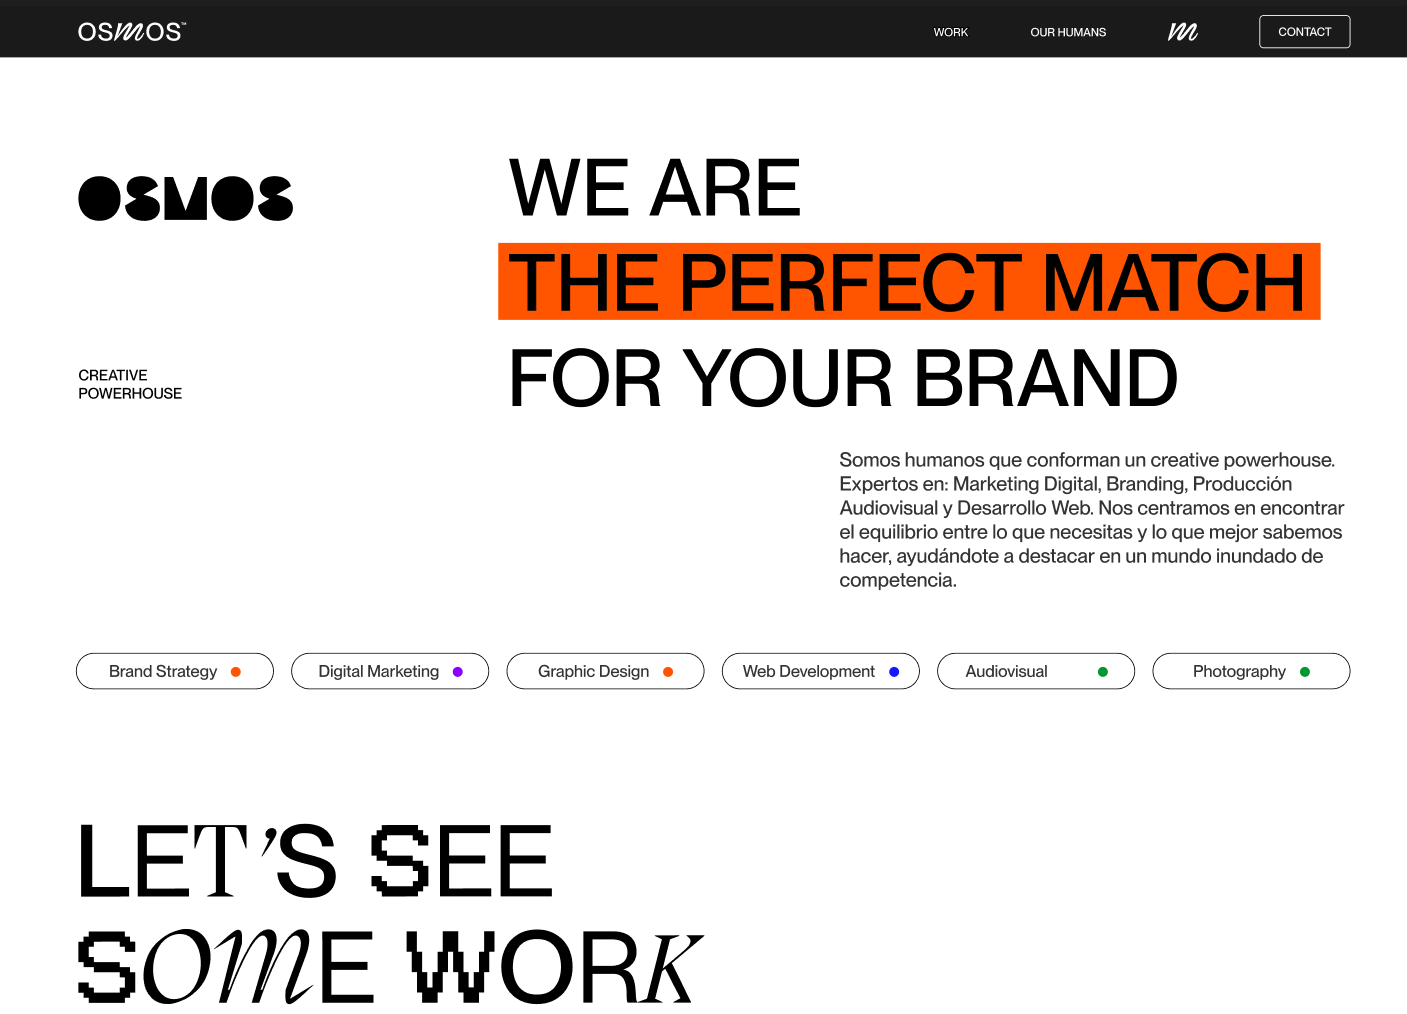 OSMOS™
WORK
OUR HUMANS
m
CONTACT
OSMOS
WE ARE
THE PERFECT MATCH
FOR YOUR BRAND
CREATIVE
POWERHOUSE
Somos humanos que conforman un creative powerhouse.
Expertos en: Marketing Digital, Branding, Producción
Audiovisual y Desarrollo Web. Nos centramos en encontrar
el equilibrio entre lo que necesitas y lo que mejor sabemos
hacer, ayudándote a destacar en un mundo inundado de
competencia.
Brand Strategy
Digital Marketing
Graphic Design
Web Development
Audiovisual
Photography
LET'S SEE
SOME WORK